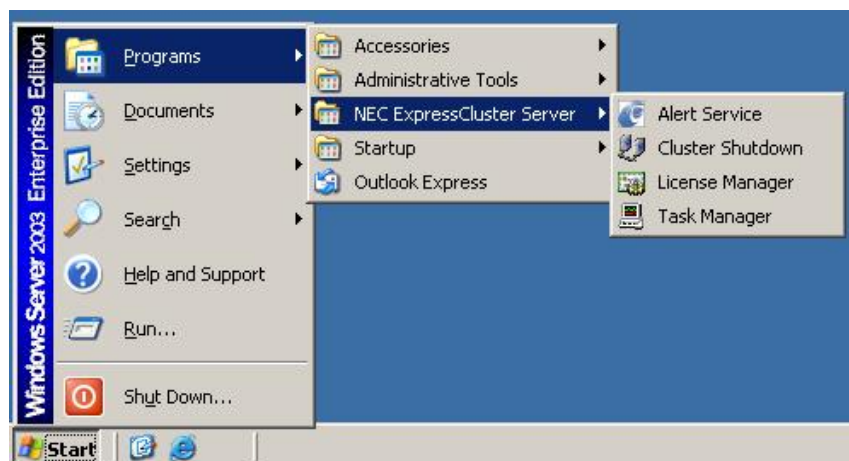 Windows Server 2003 Enterprise Edition
Programs
Documents
Settings
Search
Help and Support
Run...
Shut Down...
Accessories
Administrative Tools
NEC ExpressCluster Server
Startup
Outlook Express
Alert Service
Cluster Shutdown
License Manager
Task Manager
Start